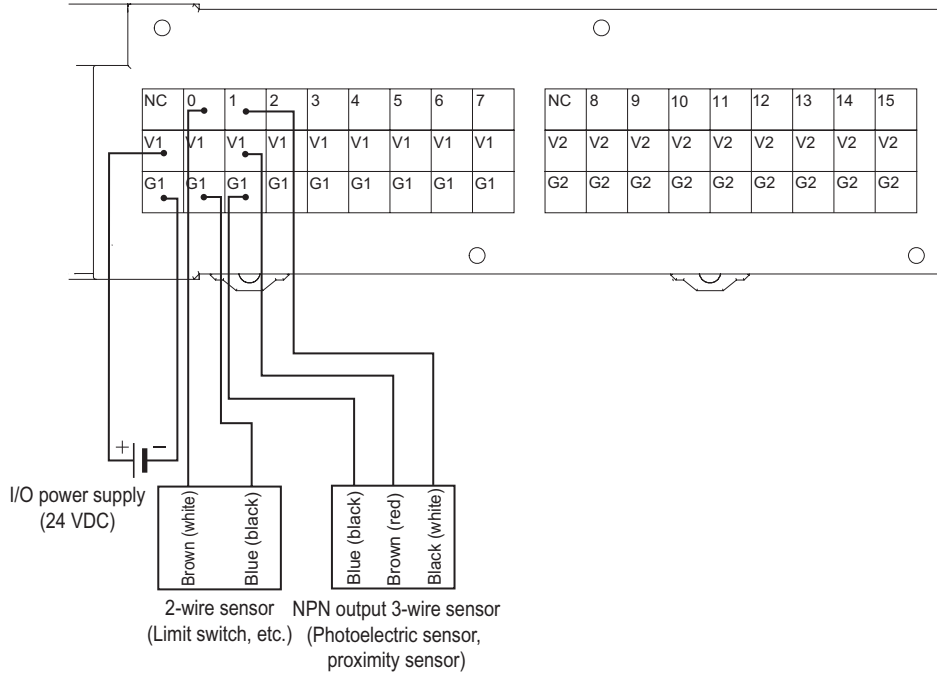 NC 0 1 2 3 4 5 6 7 NC 8 9 10 11 12 13 14 15
V1 V1 V1 V1 V1 V1 V1 V1 V1 V2 V2 V2 V2 V2 V2 V2 V2 V2
G1 G1 G1 G1 G1 G1 G1 G1 G1 G2 G2 G2 G2 G2 G2 G2 G2 G2
+ −
I/O power supply
(24 VDC)
Brown (white)
Blue (black)
Blue (black)
Brown (red)
Black (white)
2-wire sensor
(Limit switch, etc.)
NPN output 3-wire sensor
(Photoelectric sensor,
proximity sensor)